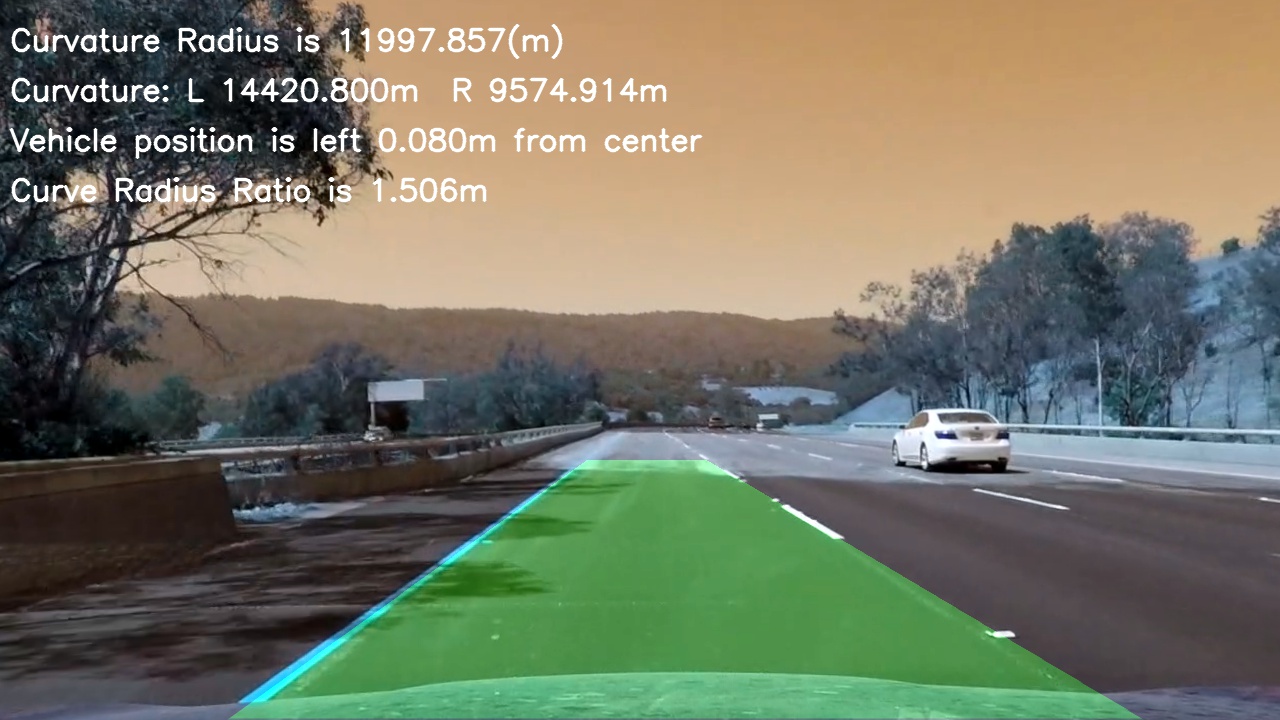 Curvature Radius is 11997.857(m)
Curvature: L 14420.800m R 9574.914m
Vehicle position is left 0.080m from center
Curve Radius Ratio is 1.506m